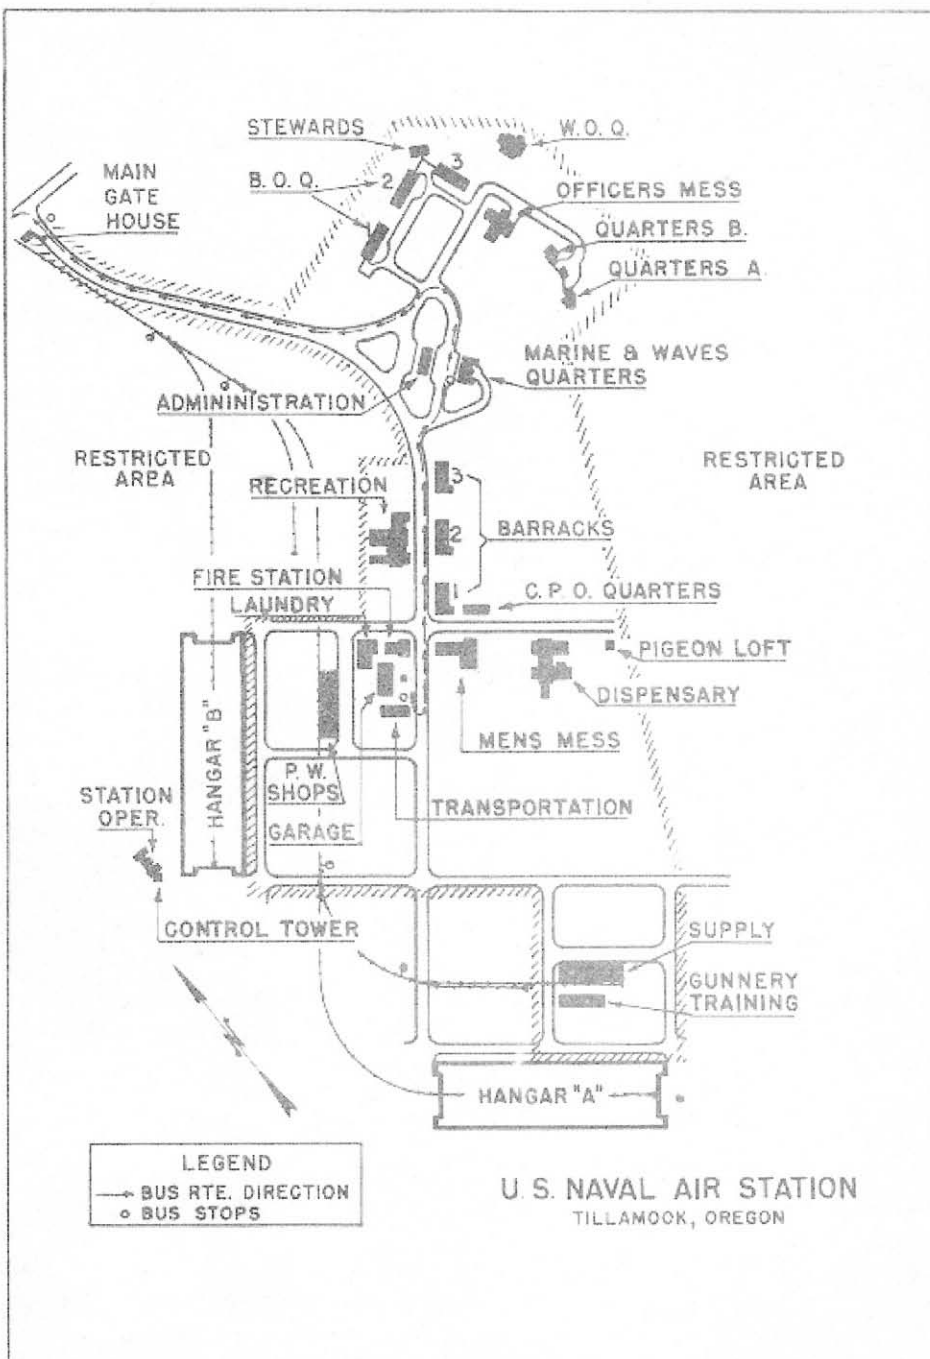 STEWARDS
W.O.Q.
MAIN
GATE
HOUSE
B.O.Q.
3
2
1
OFFICERS MESS
QUARTERS B.
QUARTERS A.
MARINE & WAVES
QUARTERS
ADMININISTRATION
RESTRICTED
AREA
RESTRICTED
AREA
RECREATION
3
2
BARRACKS
1
FIRE STATION
C.P.O. QUARTERS
LAUNDRY
PIGEON LOFT
DISPENSARY
HANGAR "B"
MENS MESS
P.W.
SHOPS
STATION
OPER.
TRANSPORTATION
GARAGE
CONTROL TOWER
SUPPLY
GUNNERY
TRAINING
N
HANGAR "A"
LEGEND
BUS RTE. DIRECTION
BUS STOPS
U.S. NAVAL AIR STATION
TILLAMOOK, OREGON